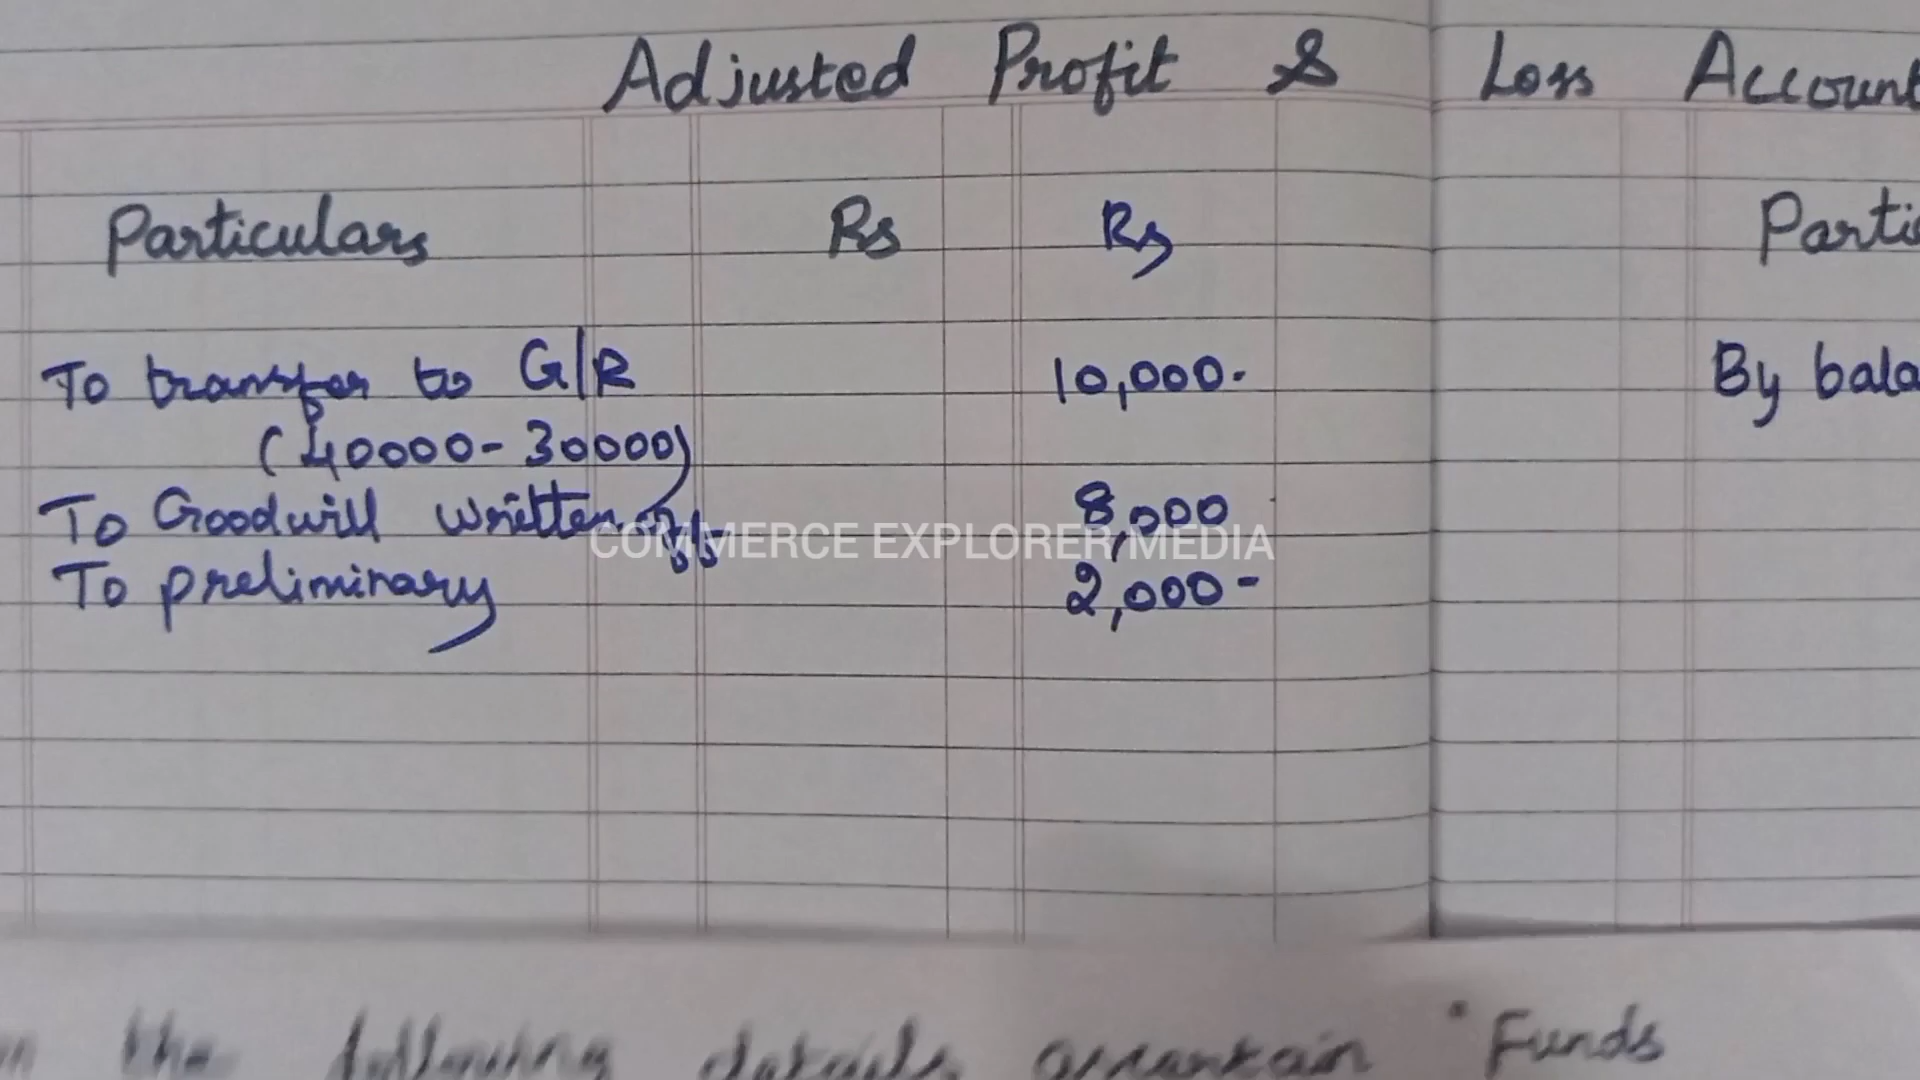 Adjusted Profit & Loss Account
Particulars Rs Rs Parti
To transfer to G/R 10,000. By bala
(40000-30000)
To Goodwill written off 8,000
COMMERCE EXPLORER MEDIA
To preliminary 2,000-
the following details ascertain Funds